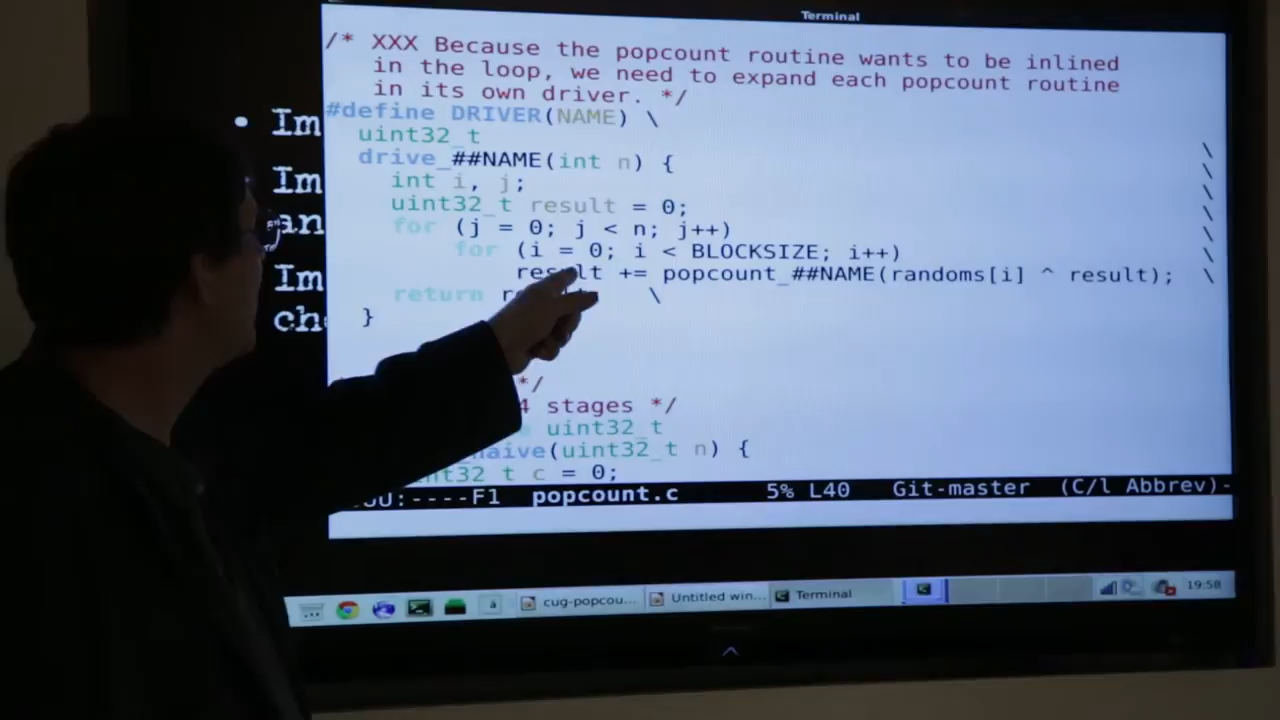 Terminal
/* XXX Because the popcount routine wants to be inlined
in the loop, we need to expand each popcount routine
in its own driver. */
#define DRIVER(NAME) \
uint32_t \
drive_##NAME(int n) { \
int i, j; \
uint32_t result = 0; \
for (j = 0; j < n; j++) \
for (i = 0; i < BLOCKSIZE; i++) \
result += popcount_##NAME(randoms[i] ^ result); \
return \
}
*/
4 stages */
uint32_t
naive(uint32_t n) {
c = 0;
:----F1 popcount.c 5% L40 Git-master (C/l Abbrev)-
• Im
Im
an
Im
ch
cug-popcou... Untitled win... Terminal 19:58